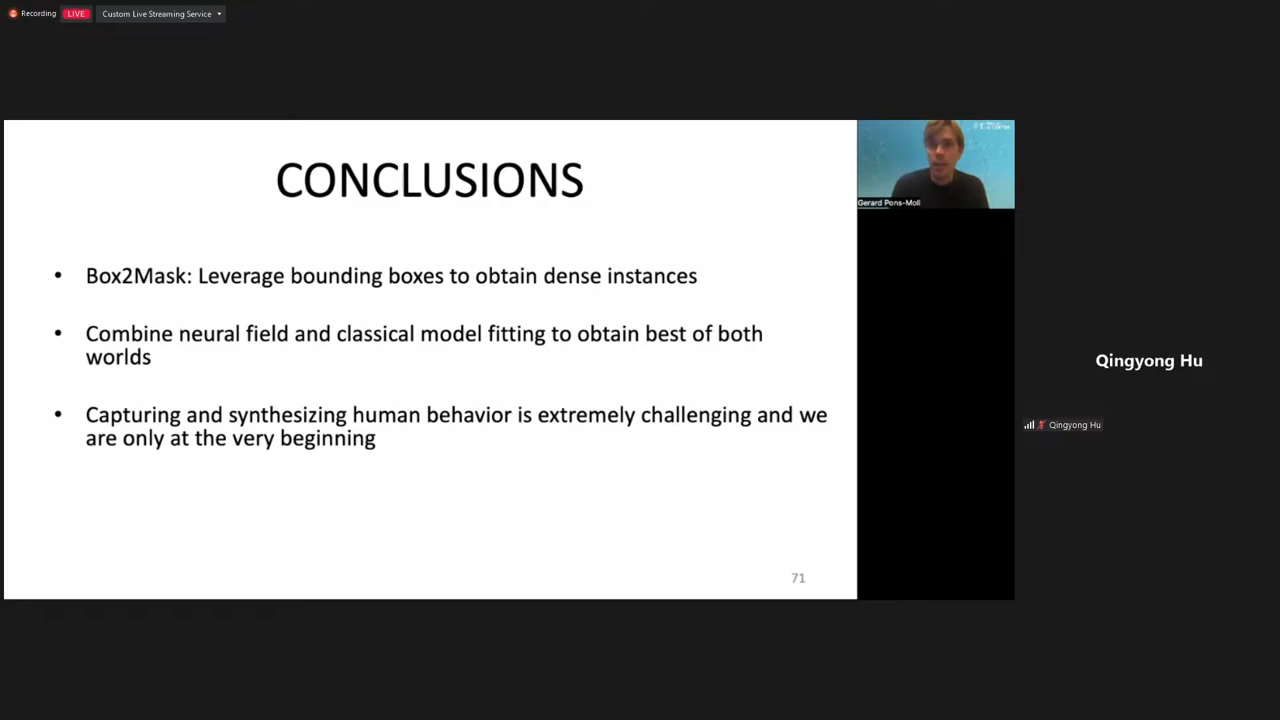 Recording
LIVE
Custom Live Streaming Service
CONCLUSIONS
• Box2Mask: Leverage bounding boxes to obtain dense instances
• Combine neural field and classical model fitting to obtain best of both
worlds
• Capturing and synthesizing human behavior is extremely challenging and we
are only at the very beginning
71
Gerard Pons-Moll
Qingyong Hu
Qingyong Hu